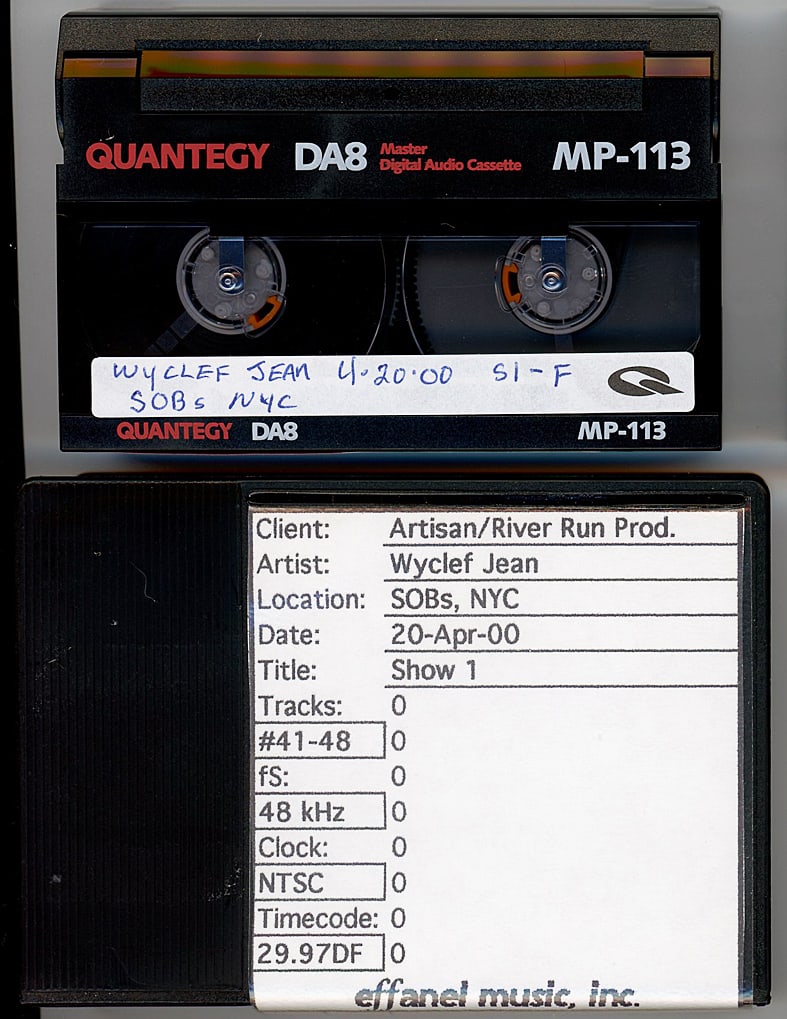 QUANTEGY DA8 Master Digital Audio Cassette MP-113
WYCLEF JEAN 4·20·00 S1-F
SOBs NYC
QUANTEGY DA8 MP-113
Client: Artisan/River Run Prod.
Artist: Wyclef Jean
Location: SOBs, NYC
Date: 20-Apr-00
Title: Show 1
Tracks: 0
#41-48 0
fS: 0
48 kHz 0
Clock: 0
NTSC 0
Timecode: 0
29.97DF 0
effanel music, inc.